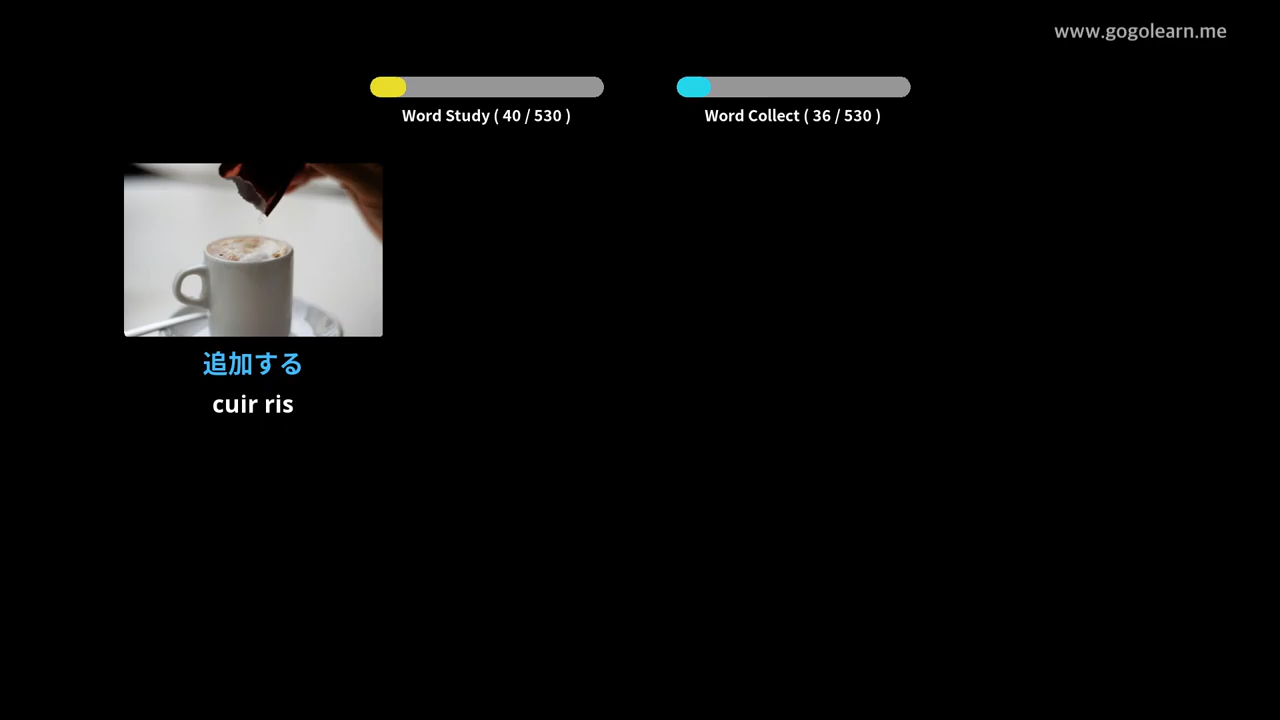 www.gogolearn.me
Word Study ( 40 / 530 )
Word Collect ( 36 / 530 )
追加する
cuir ris